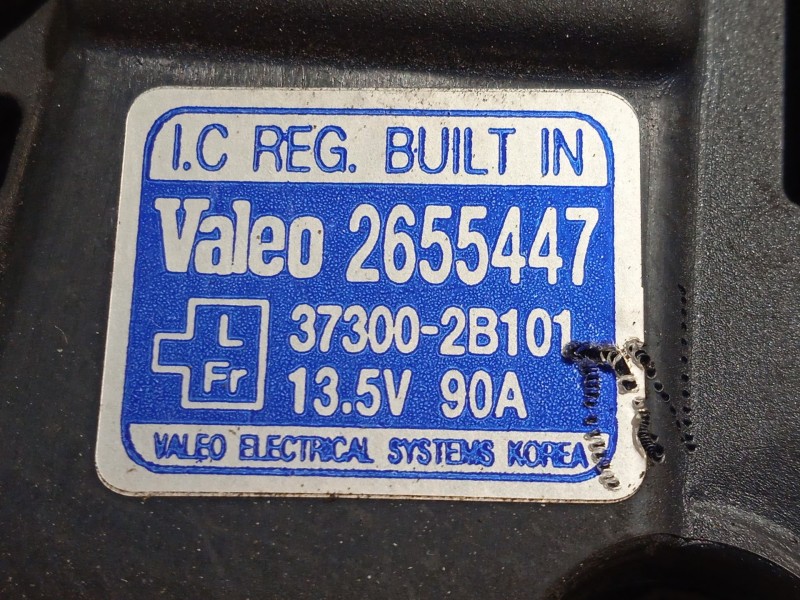 I.C REG. BUILT IN
Valeo 2655447
L 37300-2B101
Fr 13.5V 90A
VALEO ELECTRICAL SYSTEMS KOREA